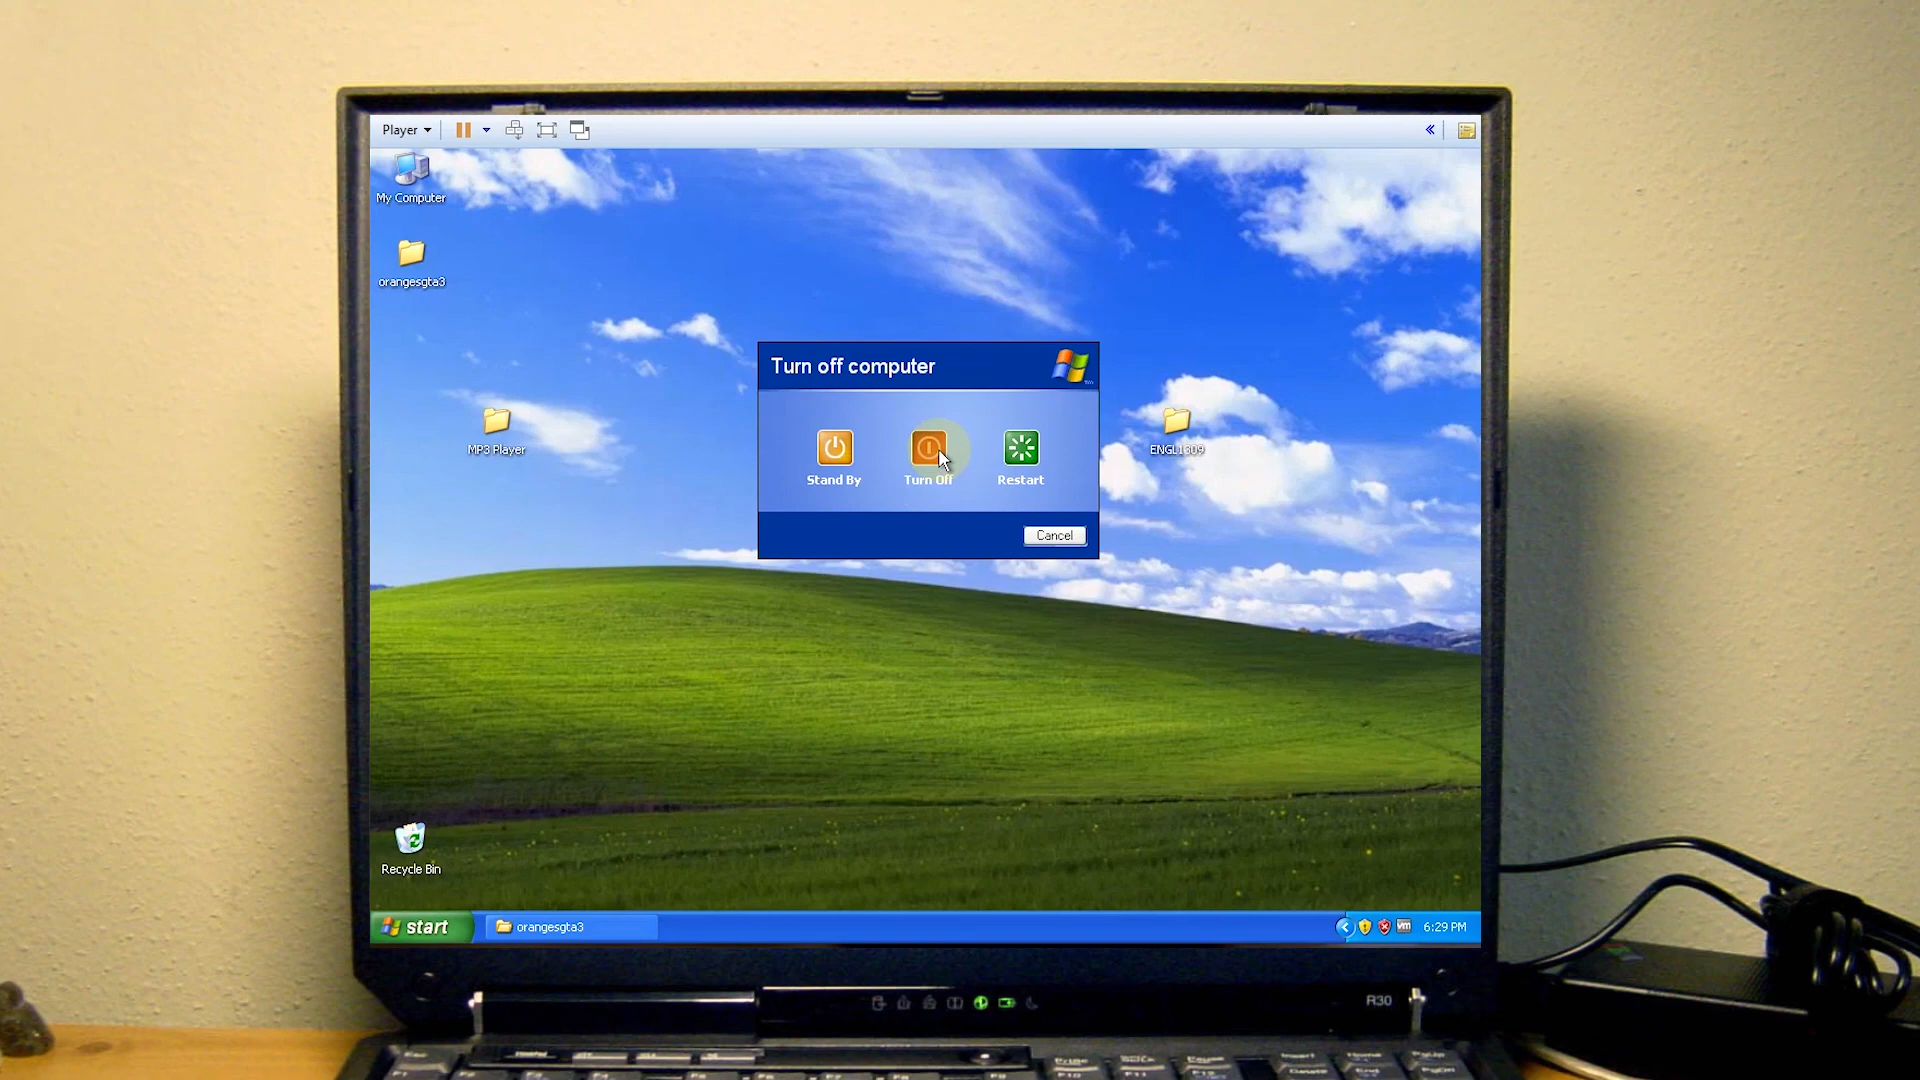 Player
My Computer
orangesgta3
Turn off computer
MP3 Player
ENGL1309
Stand By
Turn Off
Restart
Cancel
Recycle Bin
start
orangesgta3
6:29 PM
R30